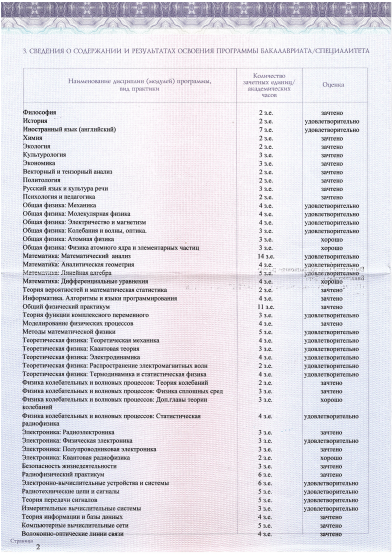 3. СВЕДЕНИЯ О СОДЕРЖАНИИ И РЕЗУЛЬТАТАХ ОСВОЕНИЯ ПРОГРАММЫ БАКАЛАВРИАТА/СПЕЦИАЛИТЕТА
Наименование дисциплин (модулей) программы, вид практики Количество зачетных единиц/ академических часов Оценка
Философия 2 з.е. зачтено
История 2 з.е. удовлетворительно
Иностранный язык (английский) 7 з.е. удовлетворительно
Химия 2 з.е. зачтено
Экология 2 з.е. зачтено
Культурология 3 з.е. зачтено
Экономика 3 з.е. зачтено
Векторный и тензорный анализ 2 з.е. зачтено
Политология 2 з.е. зачтено
Русский язык и культура речи 3 з.е. зачтено
Психология и педагогика 2 з.е. зачтено
Общая физика: Механика 4 з.е. удовлетворительно
Общая физика: Молекулярная физика 4 з.е. удовлетворительно
Общая физика: Электричество и магнетизм 4 з.е. удовлетворительно
Общая физика: Колебания и волны, оптика. 3 з.е. удовлетворительно
Общая физика: Атомная физика 3 з.е. хорошо
Общая физика: Физика атомного ядра и элементарных частиц 3 з.е. хорошо
Математика: Математический анализ 14 з.е. удовлетворительно
Математика: Аналитическая геометрия 4 з.е. удовлетворительно
Математика: Линейная алгебра 5 з.е. удовлетворительно
Математика: Дифференциальные уравнения 4 з.е. хорошо
Теория вероятностей и математическая статистика 2 з.е. зачтено
Информатика. Алгоритмы и языки программирования 4 з.е. зачтено
Общий физический практикум 11 з.е. зачтено
Теория функций комплексного переменного 3 з.е. удовлетворительно
Моделирование физических процессов 4 з.е. зачтено
Методы математической физики 5 з.е. удовлетворительно
Теоретическая физика: Теоретическая механика 4 з.е. удовлетворительно
Теоретическая физика: Квантовая теория 3 з.е. удовлетворительно
Теоретическая физика: Электродинамика 4 з.е. удовлетворительно
Теоретическая физика: Распространение электромагнитных волн 2 з.е. удовлетворительно
Теоретическая физика: Термодинамика и статистическая физика 4 з.е. удовлетворительно
Физика колебательных и волновых процессов: Теория колебаний 2 з.е. зачтено
Физика колебательных и волновых процессов: Физика сплошных сред 3 з.е. зачтено
Физика колебательных и волновых процессов: Доп.главы теории 3 з.е. хорошо
колебаний
Физика колебательных и волновых процессов: Статистическая 4 з.е. удовлетворительно
радиофизика
Электроника: Радиоэлектроника 3 з.е. зачтено
Электроника: Физическая электроника 3 з.е. удовлетворительно
Электроника: Полупроводниковая электроника 3 з.е. зачтено
Электроника: Квантовая радиофизика 2 з.е. хорошо
Безопасность жизнедеятельности 3 з.е. зачтено
Радиофизический практикум 6 з.е. зачтено
Электронно-вычислительные устройства и системы 6 з.е. удовлетворительно
Радиотехнические цепи и сигналы 5 з.е. удовлетворительно
Теория передачи сигналов 5 з.е. удовлетворительно
Измерительные вычислительные системы 3 з.е. удовлетворительно
Теория информации и базы данных 4 з.е. зачтено
Компьютерные вычислительные сети 5 з.е. зачтено
Волоконно-оптические линии связи 4 з.е. зачтено
Страница
2